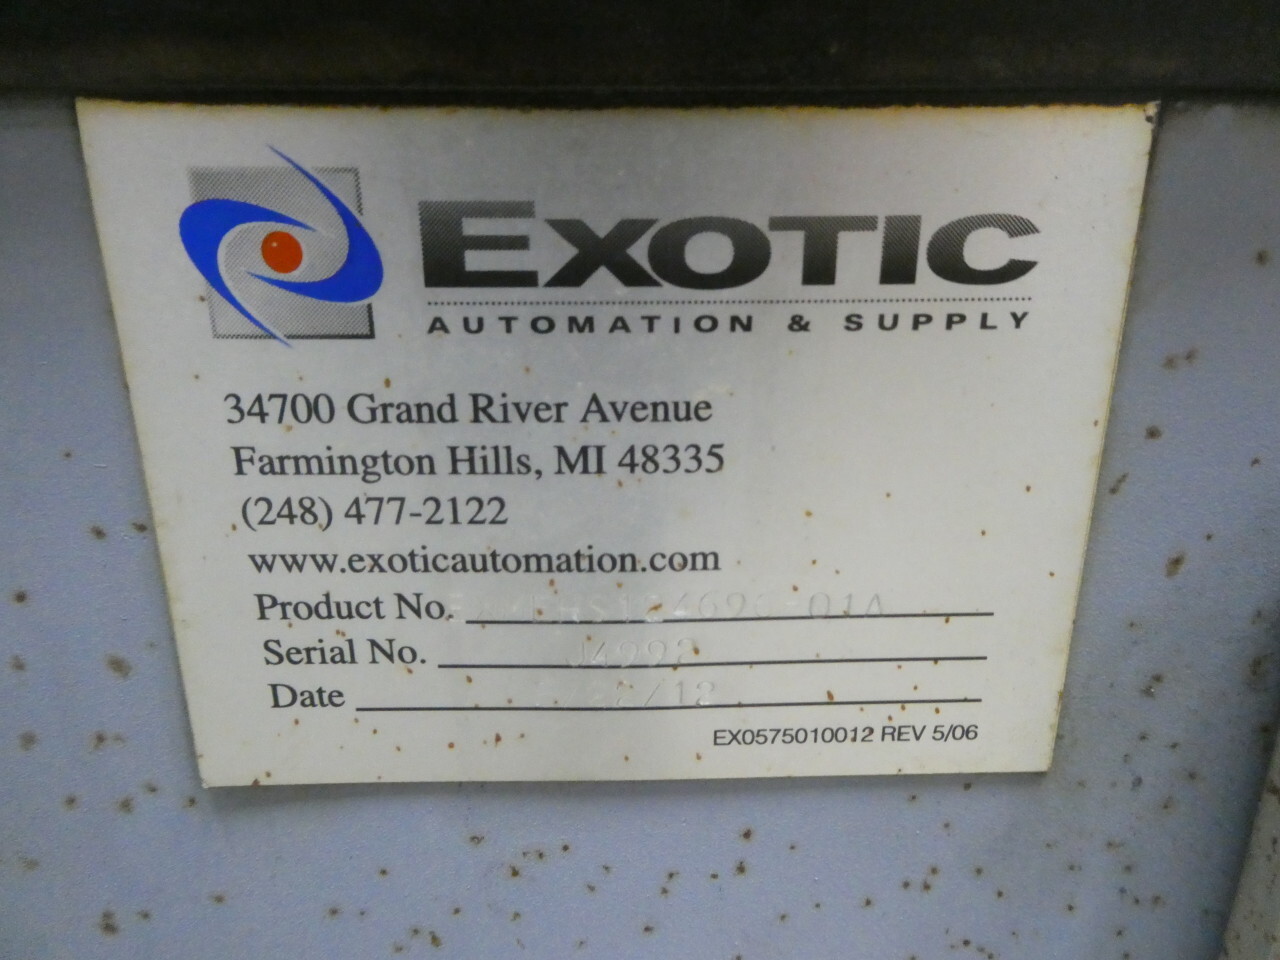 EXOTIC
AUTOMATION & SUPPLY
34700 Grand River Avenue
Farmington Hills, MI 48335
(248) 477-2122
www.exoticautomation.com
Product No.
Serial No. J4992
Date
EX0575010012 REV 5/06